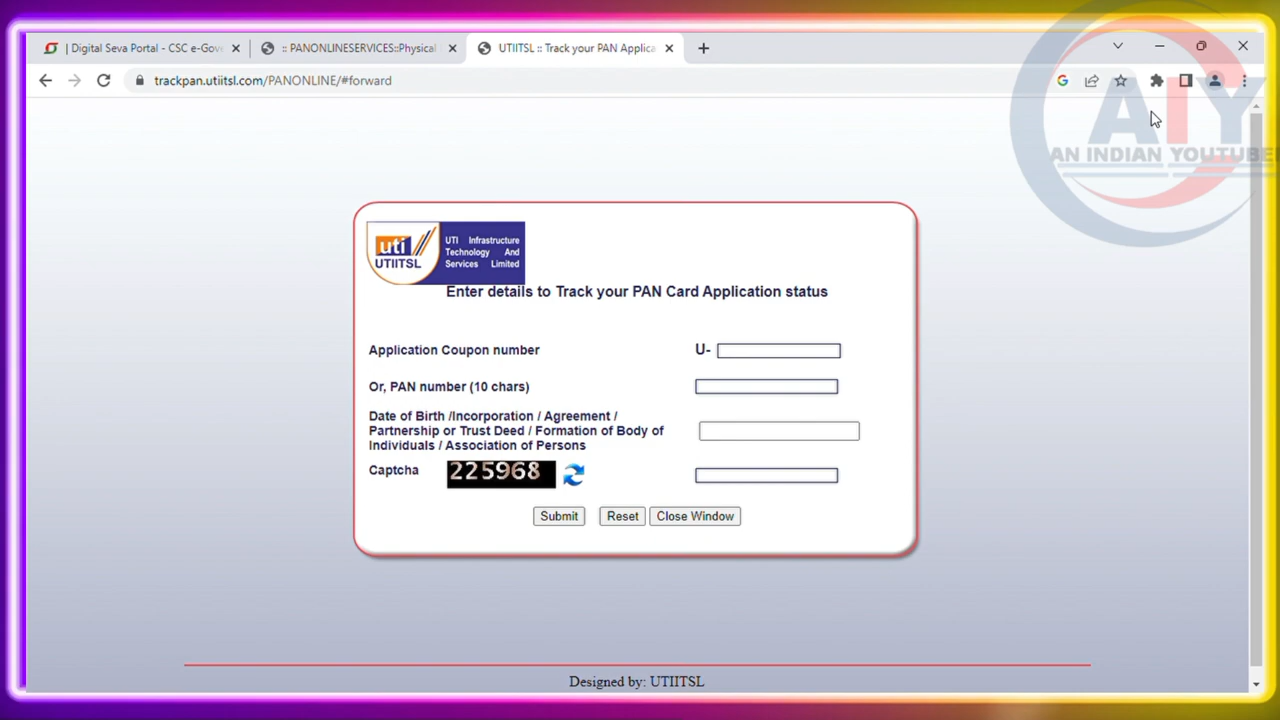 | Digital Seva Portal - CSC e-Gov
:: PANONLINESERVICES::Physical
UTIITSL :: Track your PAN Applica
trackpan.utiitsl.com/PANONLINE/#forward
AIY
AN INDIAN YOUTUBE
uti
UTIITSL
UTI Infrastructure
Technology And
Services Limited
Enter details to Track your PAN Card Application status
Application Coupon number U-
Or, PAN number (10 chars)
Date of Birth /Incorporation / Agreement /
Partnership or Trust Deed / Formation of Body of
Individuals / Association of Persons
Captcha 225968
Submit Reset Close Window
Designed by: UTIITSL